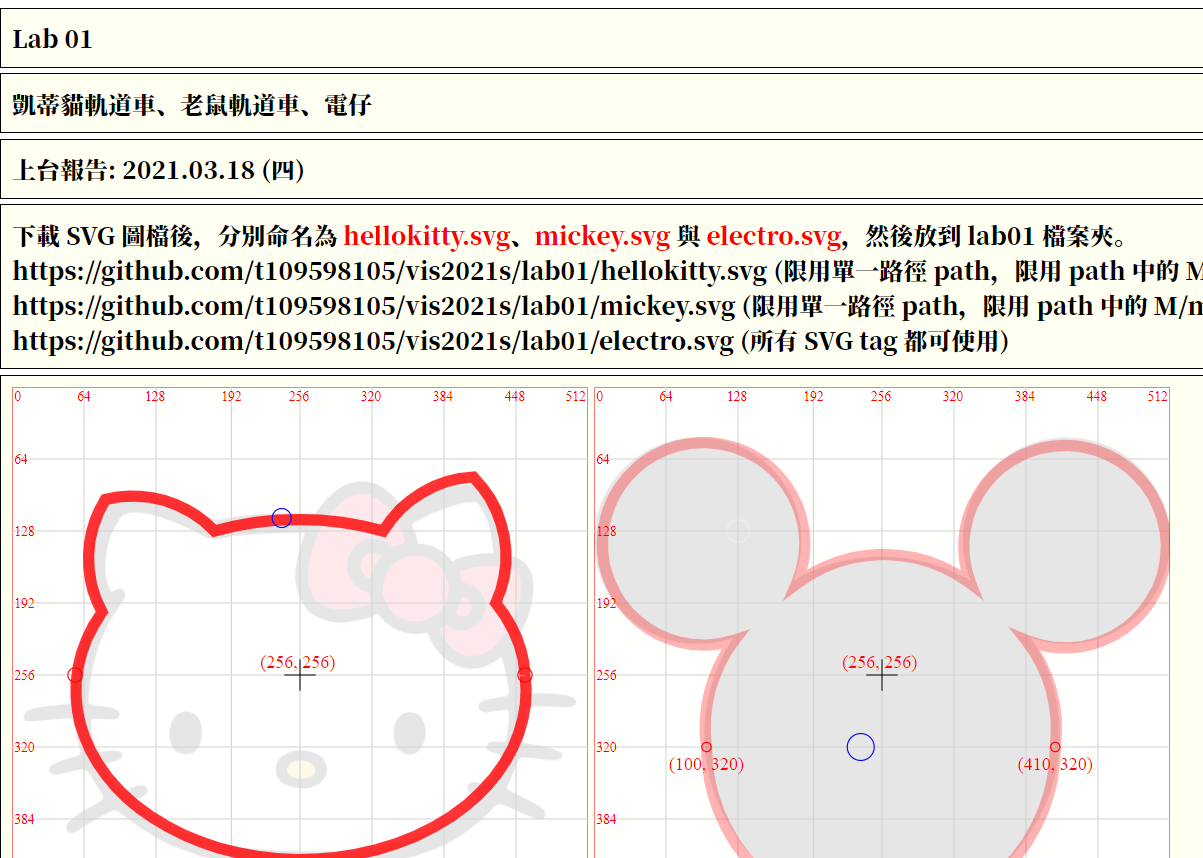 Lab 01
凱蒂貓軌道車、老鼠軌道車、電仔
上台報告: 2021.03.18 (四)
下載 SVG 圖檔後，分別命名為 hellokitty.svg、mickey.svg 與 electro.svg，然後放到 lab01 檔案夾。
https://github.com/t109598105/vis2021s/lab01/hellokitty.svg (限用單一路徑 path，限用 path 中的 M
https://github.com/t109598105/vis2021s/lab01/mickey.svg (限用單一路徑 path，限用 path 中的 M/m
https://github.com/t109598105/vis2021s/lab01/electro.svg (所有 SVG tag 都可使用)
0 64 128 192 256 320 384 448 512
64
128
192
(256, 256)
256
320
384
0 64 128 192 256 320 384 448 512
64
128
192
(256, 256)
256
320
(100, 320) (410, 320)
384